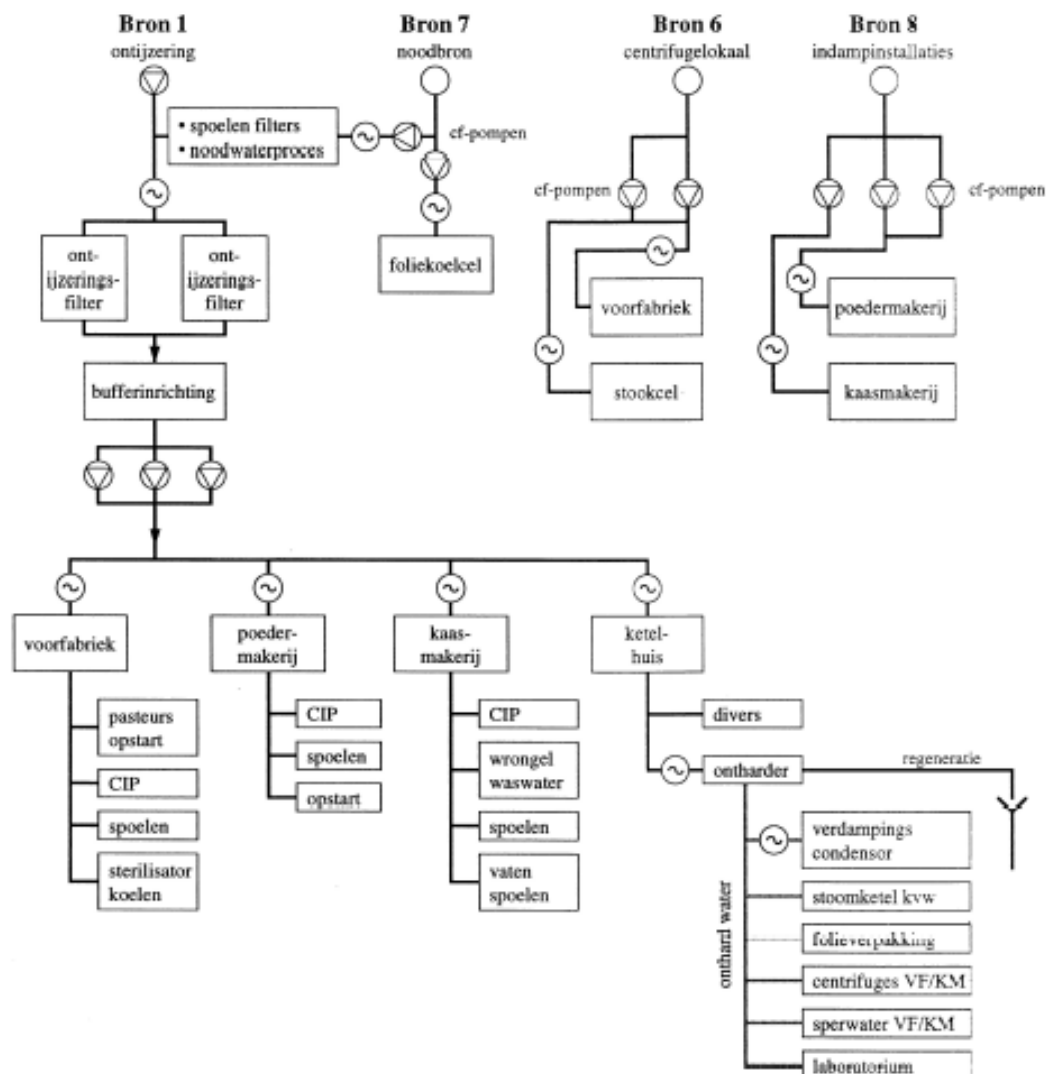 Bron 1
ontijzering
Bron 7
noodbron
Bron 6
centrifugelokaal
Bron 8
indampinstallaties
• spoelen filters
• noodwaterproces
cf-pompen
cf-pompen
cf-pompen
ont-
ijzerings-
filter
ont-
ijzerings-
filter
foliekoelcel
voorfabriek
poedermakerij
bufferinrichting
stookcel
kaasmakerij
voorfabriek
poeder-
makerij
kaas-
makerij
ketel-
huis
pasteurs
opstart
CIP
spoelen
sterilisator
koelen
CIP
spoelen
opstart
CIP
wrongel
waswater
spoelen
vaten
spoelen
divers
ontharder
regeneratie
onthard water
verdampings
condensor
stoomketel kvw
folieverpakking
centrifuges VF/KM
sperwater VF/KM
laboratorium